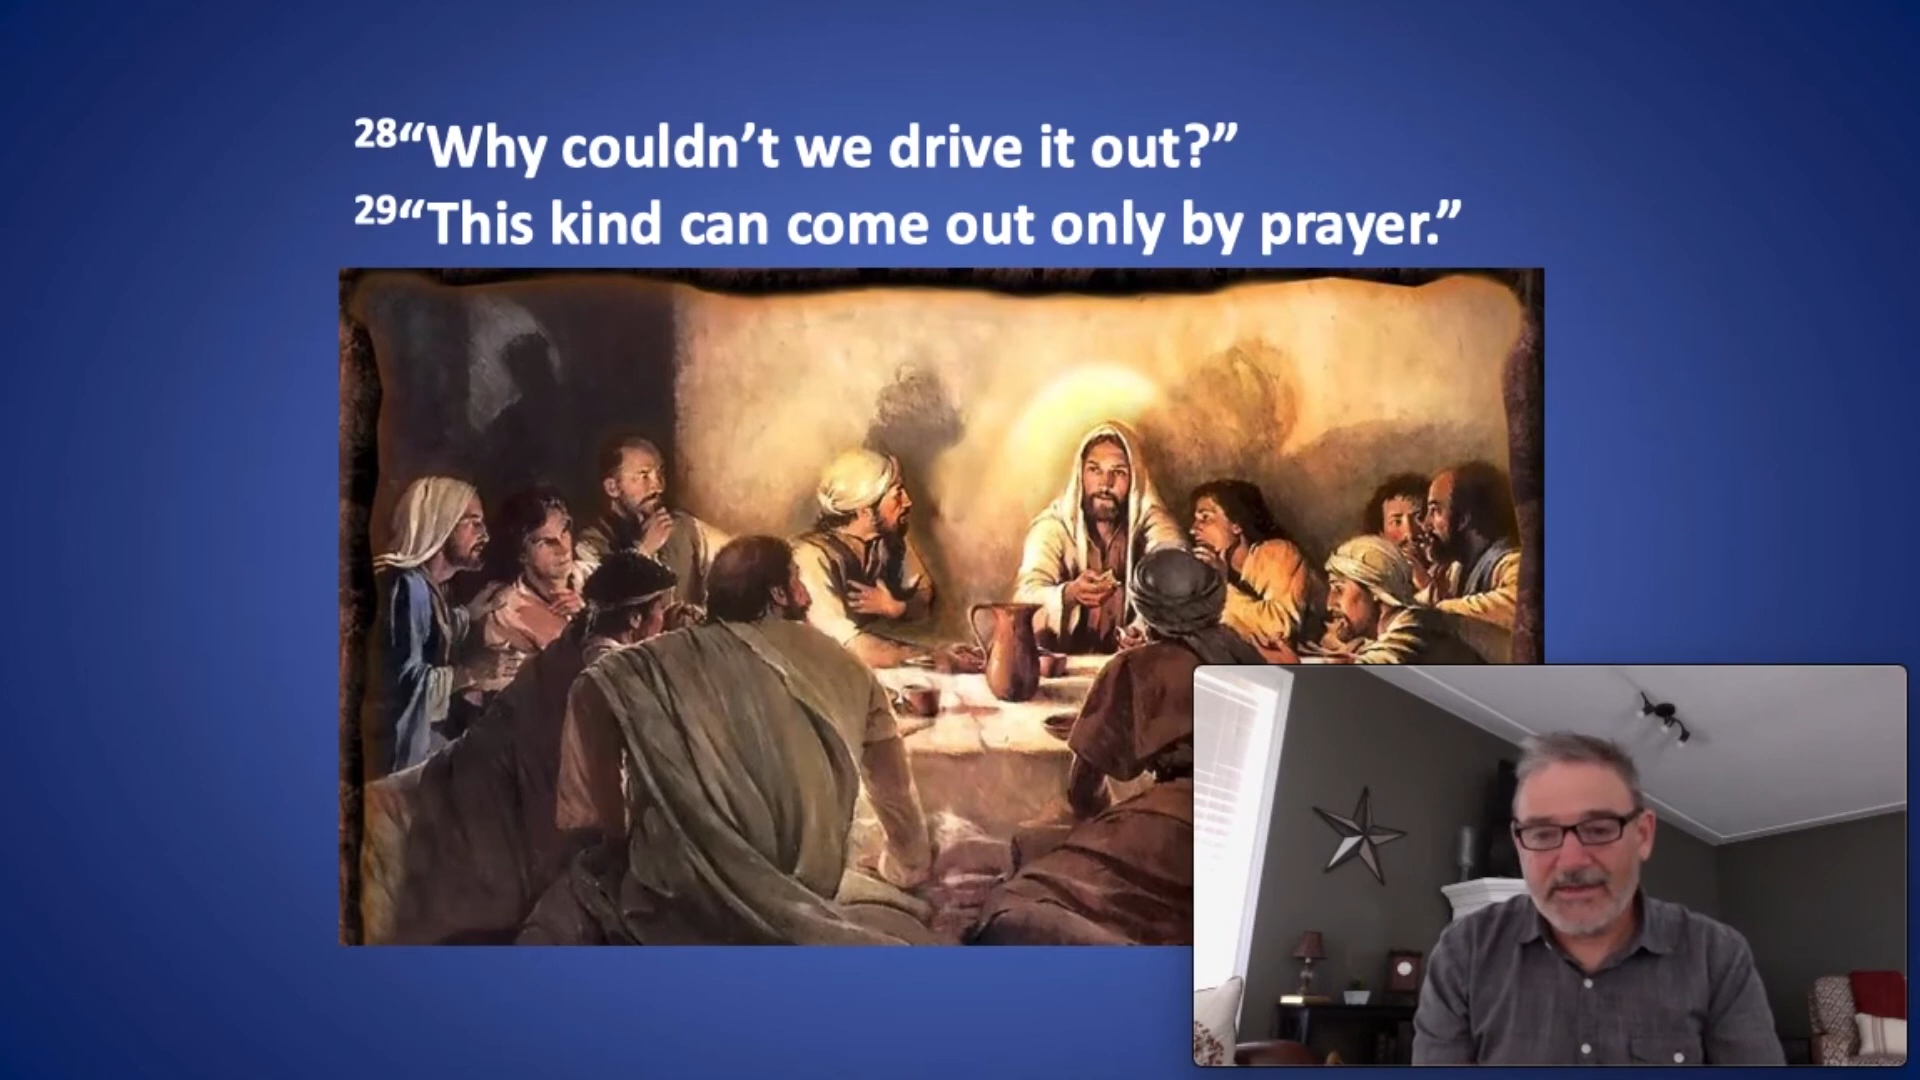 28“Why couldn’t we drive it out?”
29“This kind can come out only by prayer.”